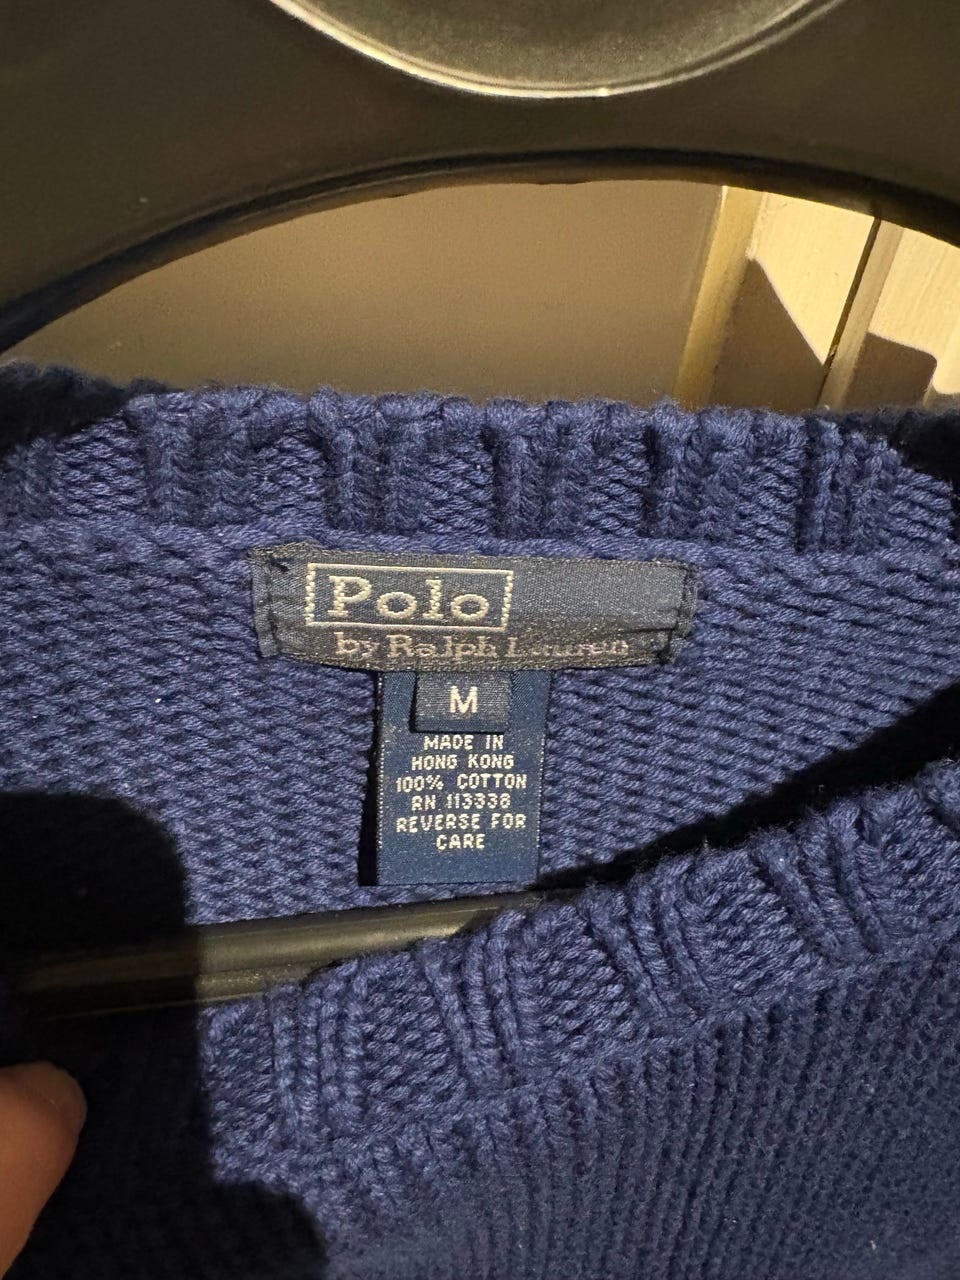 Polo
by Ralph Lauren
M
MADE IN
HONG KONG
100% COTTON
RN 113338
REVERSE FOR
CARE